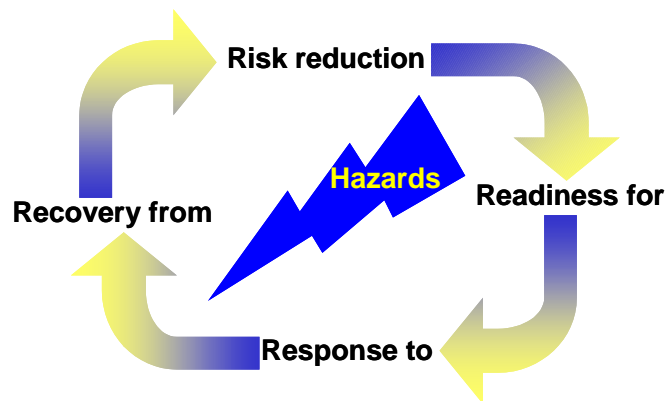 Risk reduction
Hazards
Readiness for
Recovery from
Response to